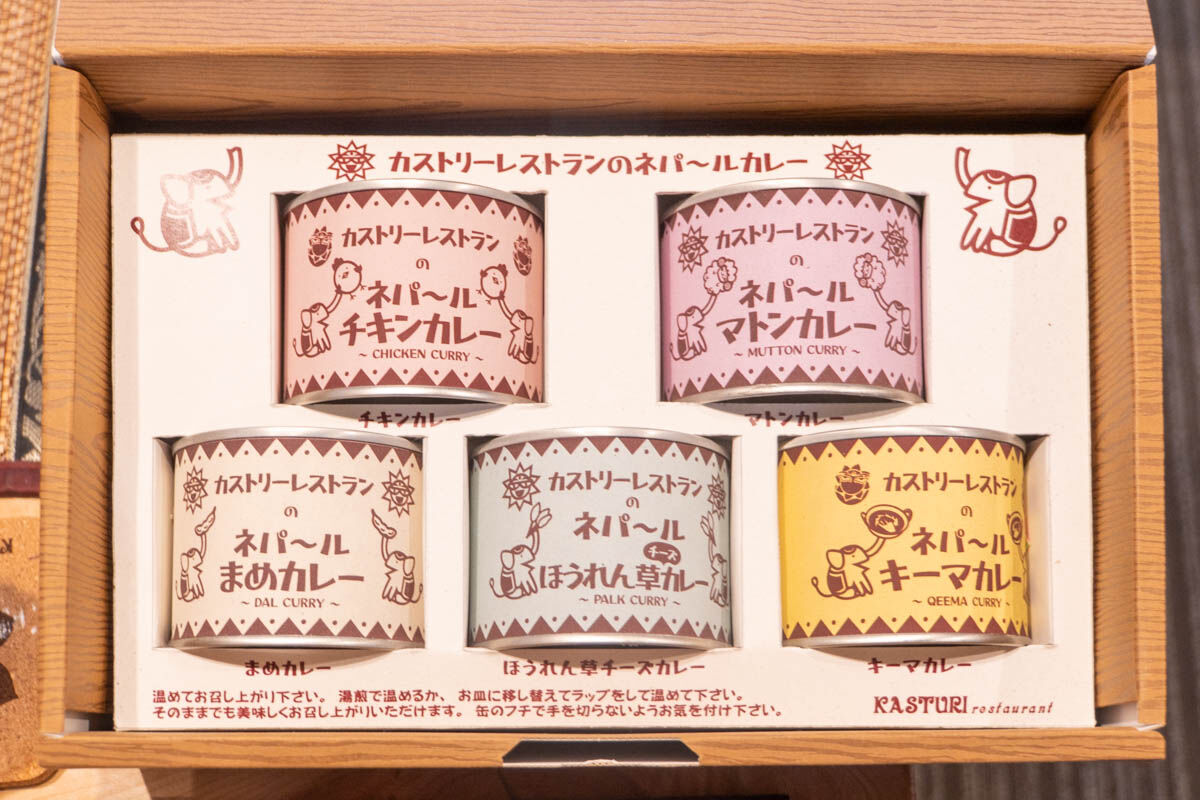 カストリーレストランのネパ〜ルカレー
カストリーレストラン
の
ネパ〜ル
チキンカレー
〜 CHICKEN CURRY 〜
チキンカレー
カストリーレストラン
の
ネパ〜ル
マトンカレー
〜 MUTTON CURRY 〜
マトンカレー
カストリーレストラン
の
ネパ〜ル
まめカレー
〜 DAL CURRY 〜
まめカレー
カストリーレストラン
の
ネパ〜ル
チーズ
ほうれん草カレー
〜 PALK CURRY 〜
ほうれん草チーズカレー
カストリーレストラン
の
ネパ〜ル
キーマカレー
〜 QEEMA CURRY 〜
キーマカレー
温めてお召し上がり下さい。 湯煎で温めるか、 お皿に移し替えてラップをして温めて下さい。
そのままでも美味しくお召し上がりいただけます。 缶のフチで手を切らないようお気を付け下さい。
KASTURI restaurant